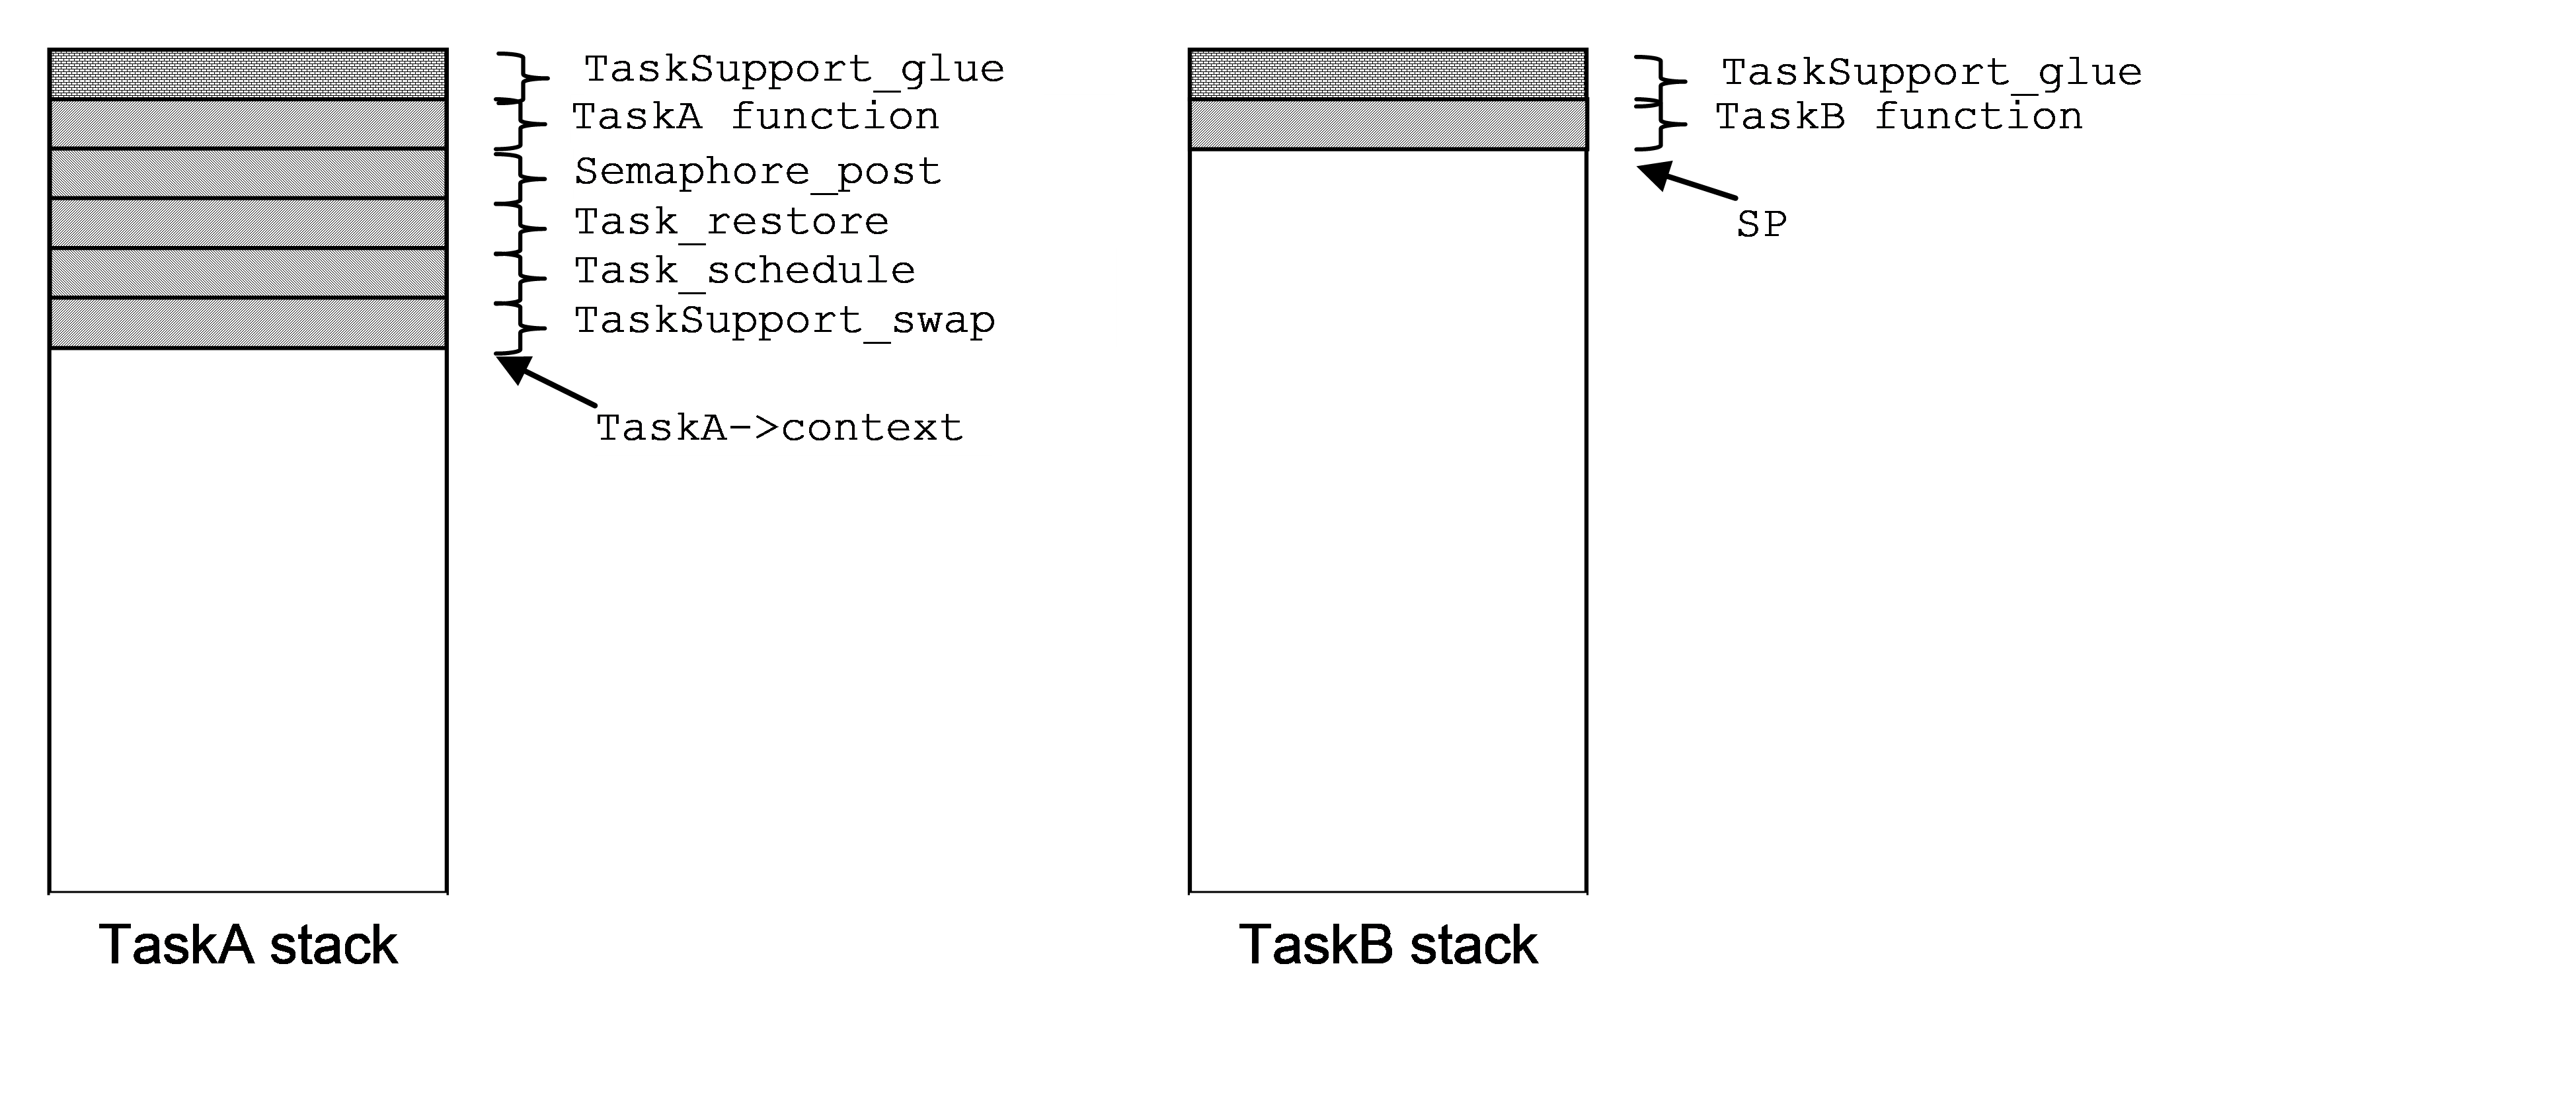 TaskSupport_glue
TaskA function
Semaphore_post
Task_restore
Task_schedule
TaskSupport_swap
TaskA->context
TaskA stack
TaskSupport_glue
TaskB function
SP
TaskB stack